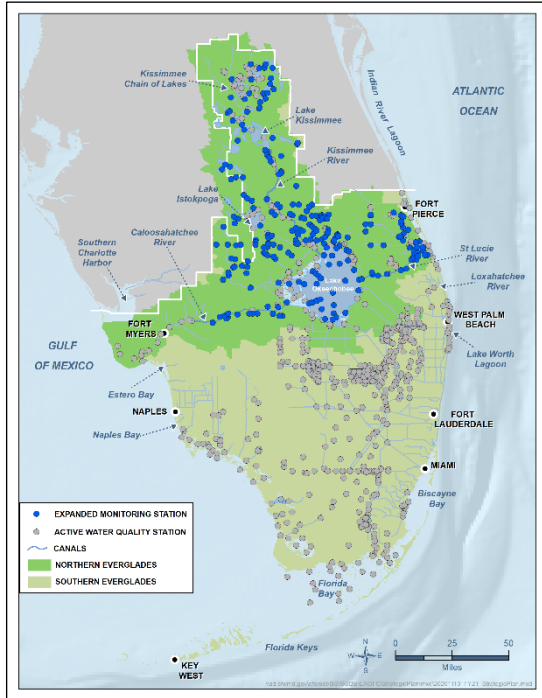 Kissimmee
Chain of Lakes
Lake
Kissimmee
Indian River Lagoon
ATLANTIC
OCEAN
Kissimmee
River
Lake
Istokpoga
Caloosahatchee
River
Southern
Charlotte
Harbor
FORT
PIERCE
St Lucie
River
Loxahatchee
River
Lake
Okeechobee
WEST PALM
BEACH
Lake Worth
Lagoon
FORT
MYERS
GULF
OF MEXICO
Estero Bay
NAPLES
Naples Bay
FORT
LAUDERDALE
MIAMI
Biscayne
Bay
EXPANDED MONITORING STATION
ACTIVE WATER QUALITY STATION
CANALS
NORTHERN EVERGLADES
SOUTHERN EVERGLADES
Florida
Bay
Florida Keys
KEY
WEST
N
W E
S
0 25 50
Miles